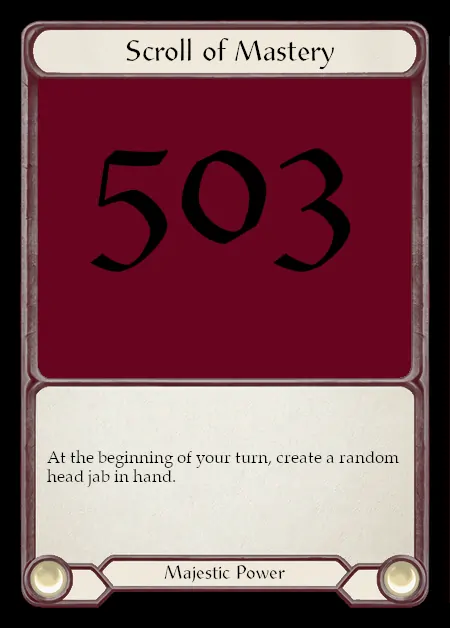 Scroll of Mastery
503
At the beginning of your turn, create a random
head jab in hand.
Majestic Power